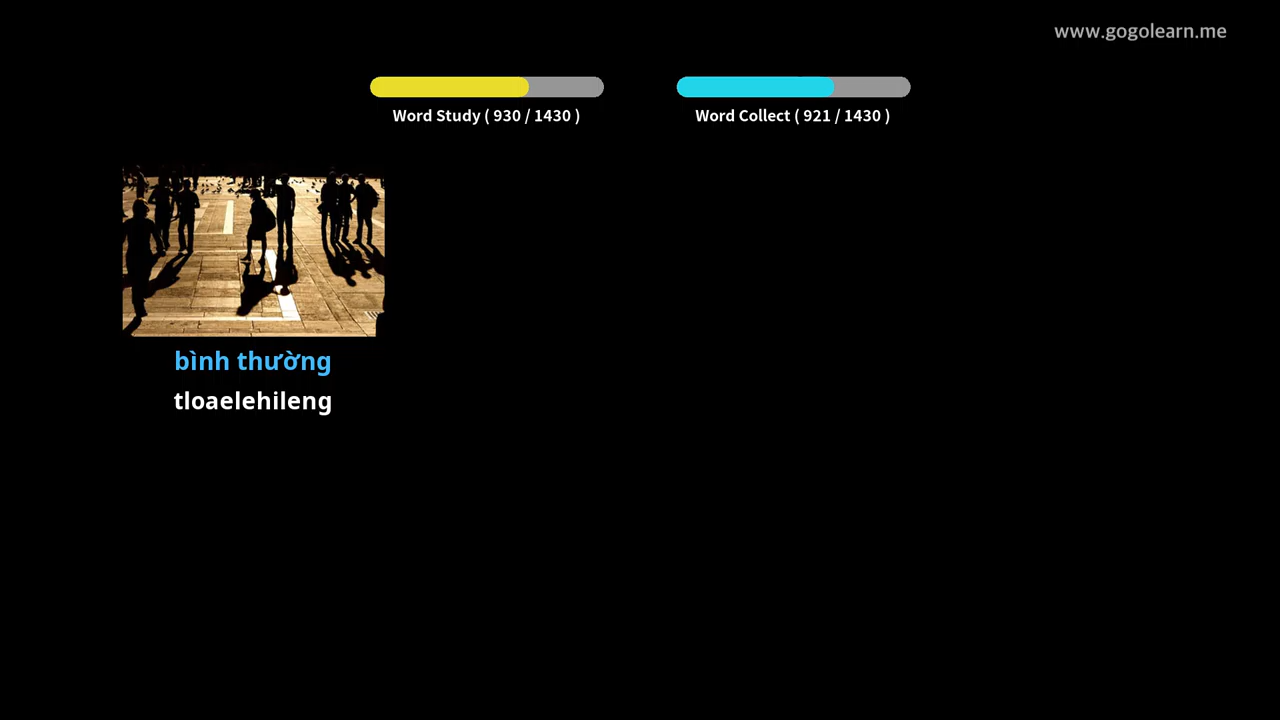 www.gogolearn.me
Word Study ( 930 / 1430 )
Word Collect ( 921 / 1430 )
bình thường
tloaelehileng